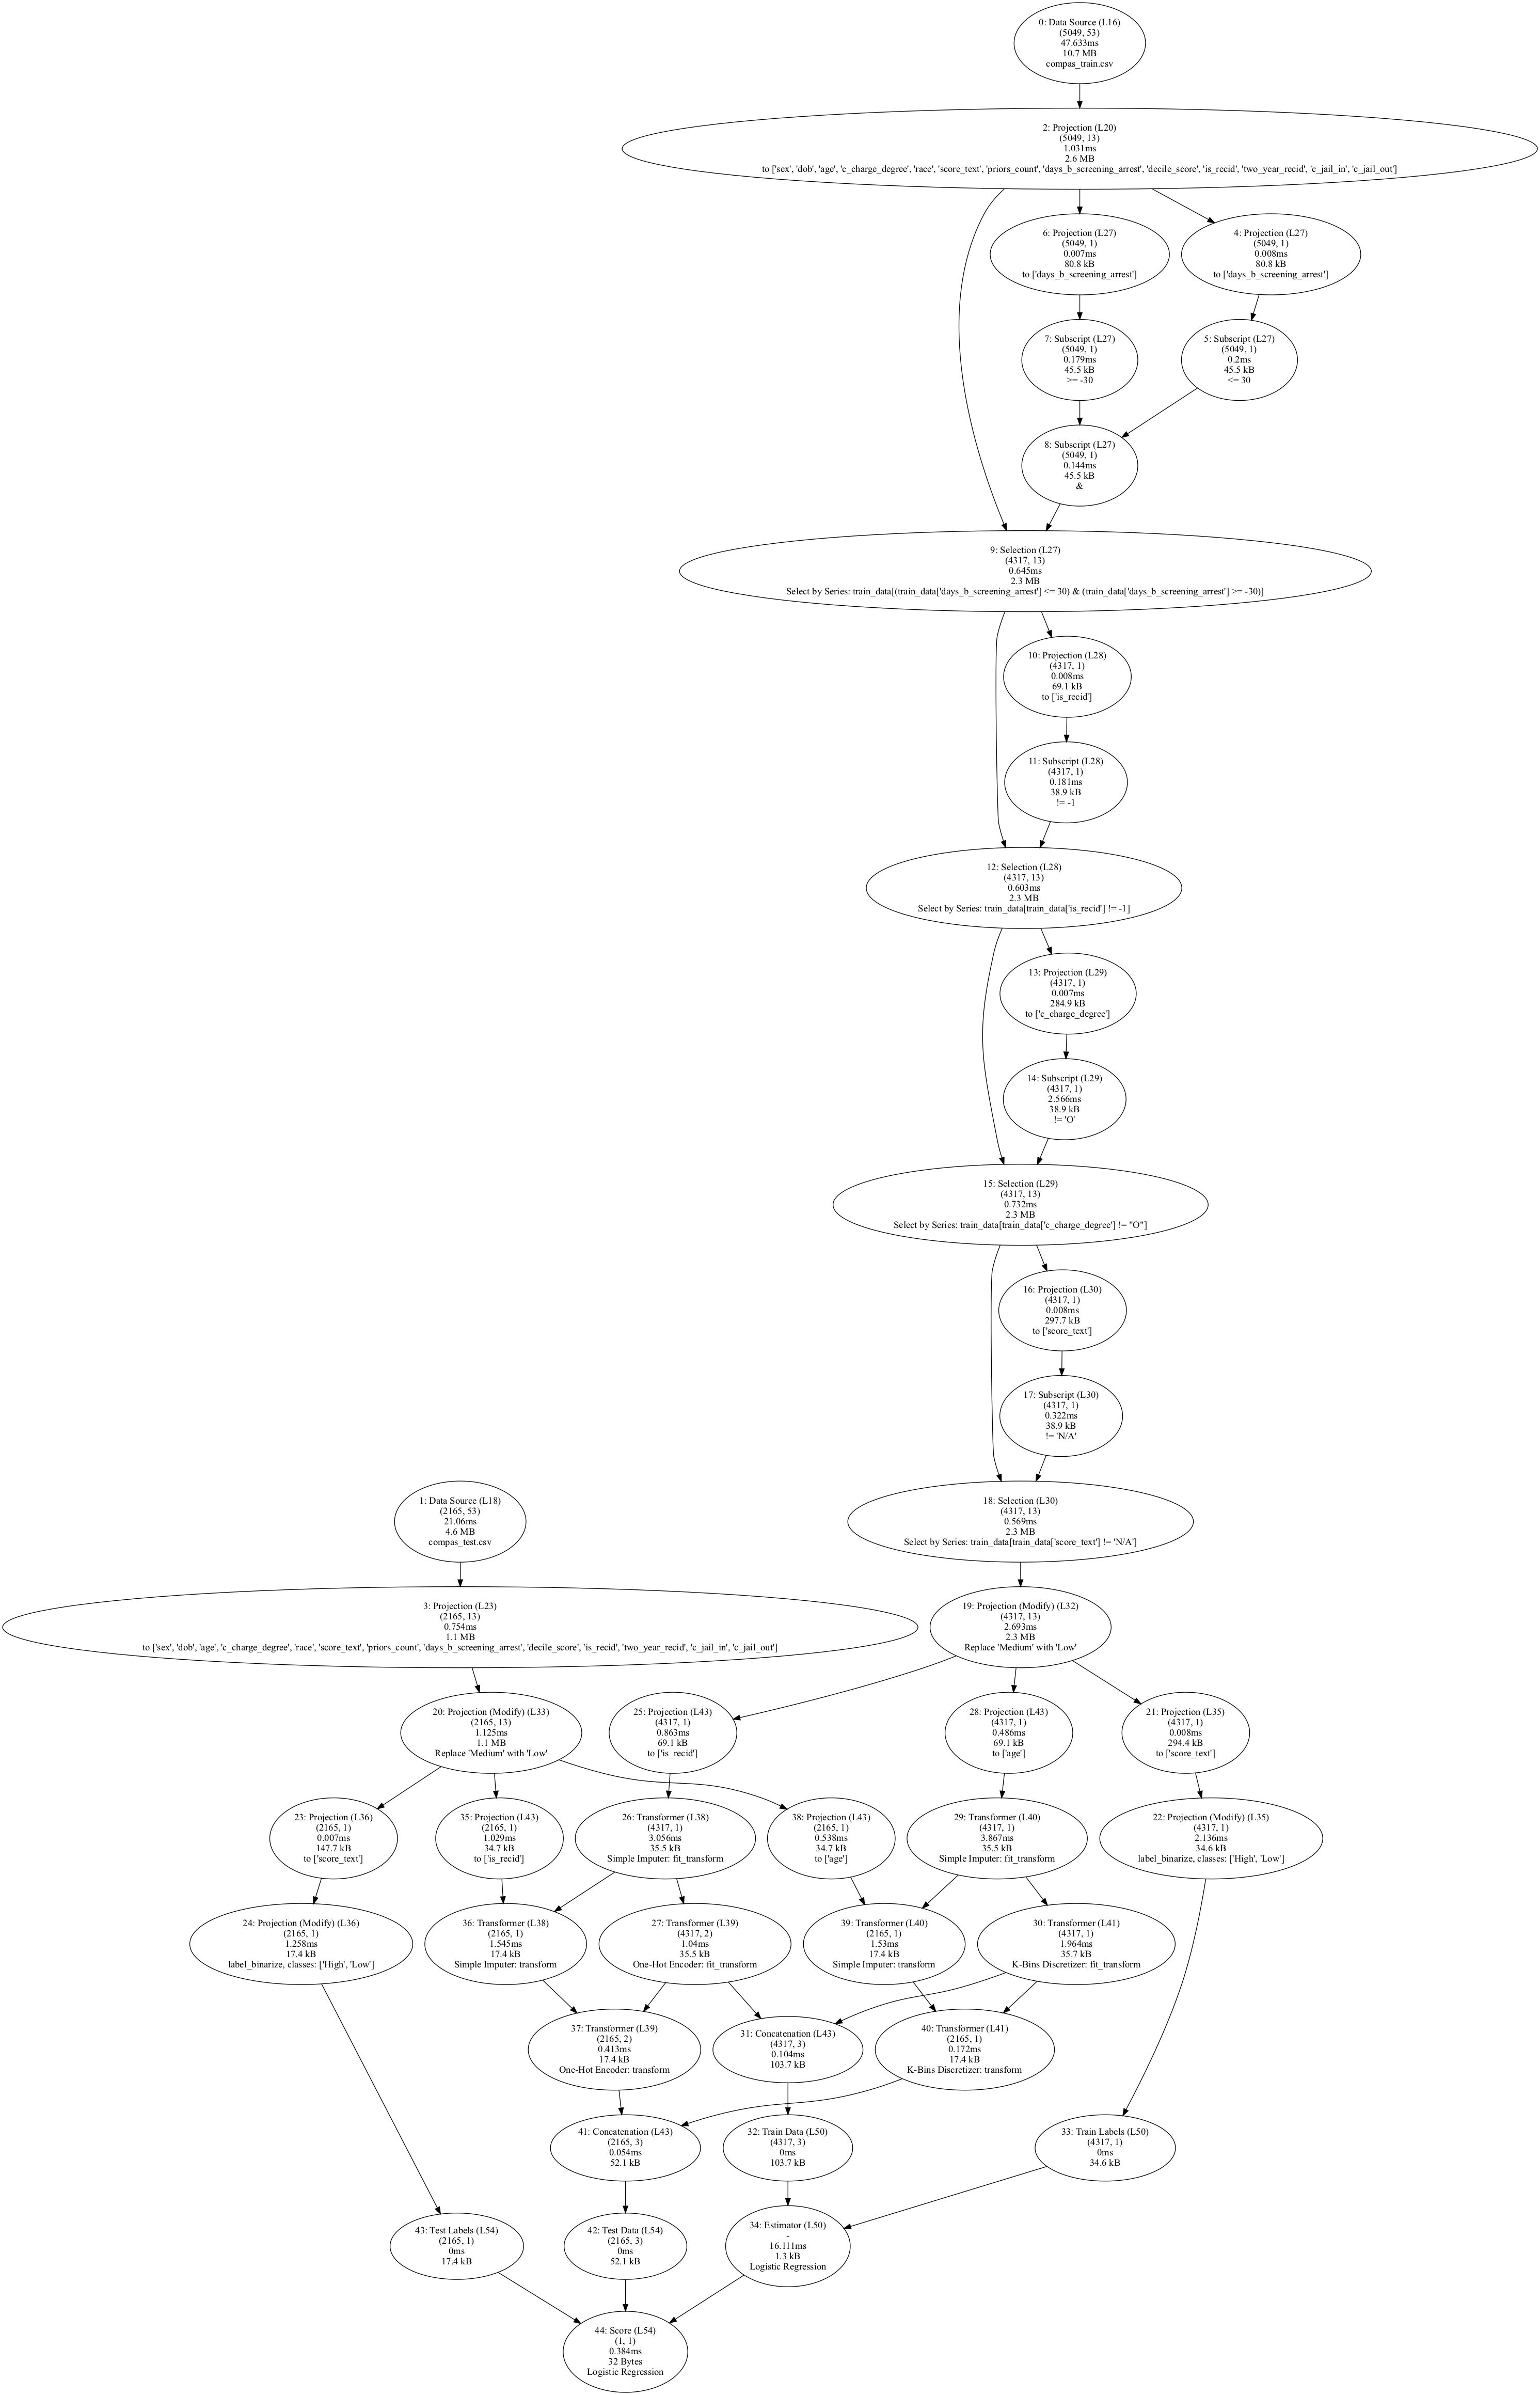 0: Data Source (L16)
(5049, 53)
47.633ms
10.7 MB
compas_train.csv
2: Projection (L20)
(5049, 13)
1.031ms
2.6 MB
to ['sex', 'dob', 'age', 'c_charge_degree', 'race', 'score_text', 'priors_count', 'days_b_screening_arrest', 'decile_score', 'is_recid', 'two_year_recid', 'c_jail_in', 'c_jail_out']
6: Projection (L27)
(5049, 1)
0.007ms
80.8 kB
to ['days_b_screening_arrest']
4: Projection (L27)
(5049, 1)
0.008ms
80.8 kB
to ['days_b_screening_arrest']
7: Subscript (L27)
(5049, 1)
0.179ms
45.5 kB
>= -30
5: Subscript (L27)
(5049, 1)
0.2ms
45.5 kB
<= 30
8: Subscript (L27)
(5049, 1)
0.144ms
45.5 kB
&
9: Selection (L27)
(4317, 13)
0.645ms
2.3 MB
Select by Series: train_data[(train_data['days_b_screening_arrest'] <= 30) & (train_data['days_b_screening_arrest'] >= -30)]
10: Projection (L28)
(4317, 1)
0.008ms
69.1 kB
to ['is_recid']
11: Subscript (L28)
(4317, 1)
0.181ms
38.9 kB
!= -1
12: Selection (L28)
(4317, 13)
0.603ms
2.3 MB
Select by Series: train_data[train_data['is_recid'] != -1]
13: Projection (L29)
(4317, 1)
0.007ms
284.9 kB
to ['c_charge_degree']
14: Subscript (L29)
(4317, 1)
2.566ms
38.9 kB
!= 'O'
15: Selection (L29)
(4317, 13)
0.732ms
2.3 MB
Select by Series: train_data[train_data['c_charge_degree'] != "O"]
16: Projection (L30)
(4317, 1)
0.008ms
297.7 kB
to ['score_text']
17: Subscript (L30)
(4317, 1)
0.322ms
38.9 kB
!= 'N/A'
1: Data Source (L18)
(2165, 53)
21.06ms
4.6 MB
compas_test.csv
18: Selection (L30)
(4317, 13)
0.569ms
2.3 MB
Select by Series: train_data[train_data['score_text'] != 'N/A']
3: Projection (L23)
(2165, 13)
0.754ms
1.1 MB
to ['sex', 'dob', 'age', 'c_charge_degree', 'race', 'score_text', 'priors_count', 'days_b_screening_arrest', 'decile_score', 'is_recid', 'two_year_recid', 'c_jail_in', 'c_jail_out']
19: Projection (Modify) (L32)
(4317, 13)
2.693ms
2.3 MB
Replace 'Medium' with 'Low'
20: Projection (Modify) (L33)
(2165, 13)
1.125ms
1.1 MB
Replace 'Medium' with 'Low'
25: Projection (L43)
(4317, 1)
0.863ms
69.1 kB
to ['is_recid']
28: Projection (L43)
(4317, 1)
0.486ms
69.1 kB
to ['age']
21: Projection (L35)
(4317, 1)
0.008ms
294.4 kB
to ['score_text']
23: Projection (L36)
(2165, 1)
0.007ms
147.7 kB
to ['score_text']
35: Projection (L43)
(2165, 1)
1.029ms
34.7 kB
to ['is_recid']
26: Transformer (L38)
(4317, 1)
3.056ms
35.5 kB
Simple Imputer: fit_transform
38: Projection (L43)
(2165, 1)
0.538ms
34.7 kB
to ['age']
29: Transformer (L40)
(4317, 1)
3.867ms
35.5 kB
Simple Imputer: fit_transform
22: Projection (Modify) (L35)
(4317, 1)
2.136ms
34.6 kB
label_binarize, classes: ['High', 'Low']
24: Projection (Modify) (L36)
(2165, 1)
1.258ms
17.4 kB
label_binarize, classes: ['High', 'Low']
36: Transformer (L38)
(2165, 1)
1.545ms
17.4 kB
Simple Imputer: transform
27: Transformer (L39)
(4317, 2)
1.04ms
35.5 kB
One-Hot Encoder: fit_transform
39: Transformer (L40)
(2165, 1)
1.53ms
17.4 kB
Simple Imputer: transform
30: Transformer (L41)
(4317, 1)
1.964ms
35.7 kB
K-Bins Discretizer: fit_transform
37: Transformer (L39)
(2165, 2)
0.413ms
17.4 kB
One-Hot Encoder: transform
31: Concatenation (L43)
(4317, 3)
0.104ms
103.7 kB
40: Transformer (L41)
(2165, 1)
0.172ms
17.4 kB
K-Bins Discretizer: transform
41: Concatenation (L43)
(2165, 3)
0.054ms
52.1 kB
32: Train Data (L50)
(4317, 3)
0ms
103.7 kB
33: Train Labels (L50)
(4317, 1)
0ms
34.6 kB
43: Test Labels (L54)
(2165, 1)
0ms
17.4 kB
42: Test Data (L54)
(2165, 3)
0ms
52.1 kB
34: Estimator (L50)
-
16.111ms
1.3 kB
Logistic Regression
44: Score (L54)
(1, 1)
0.384ms
32 Bytes
Logistic Regression